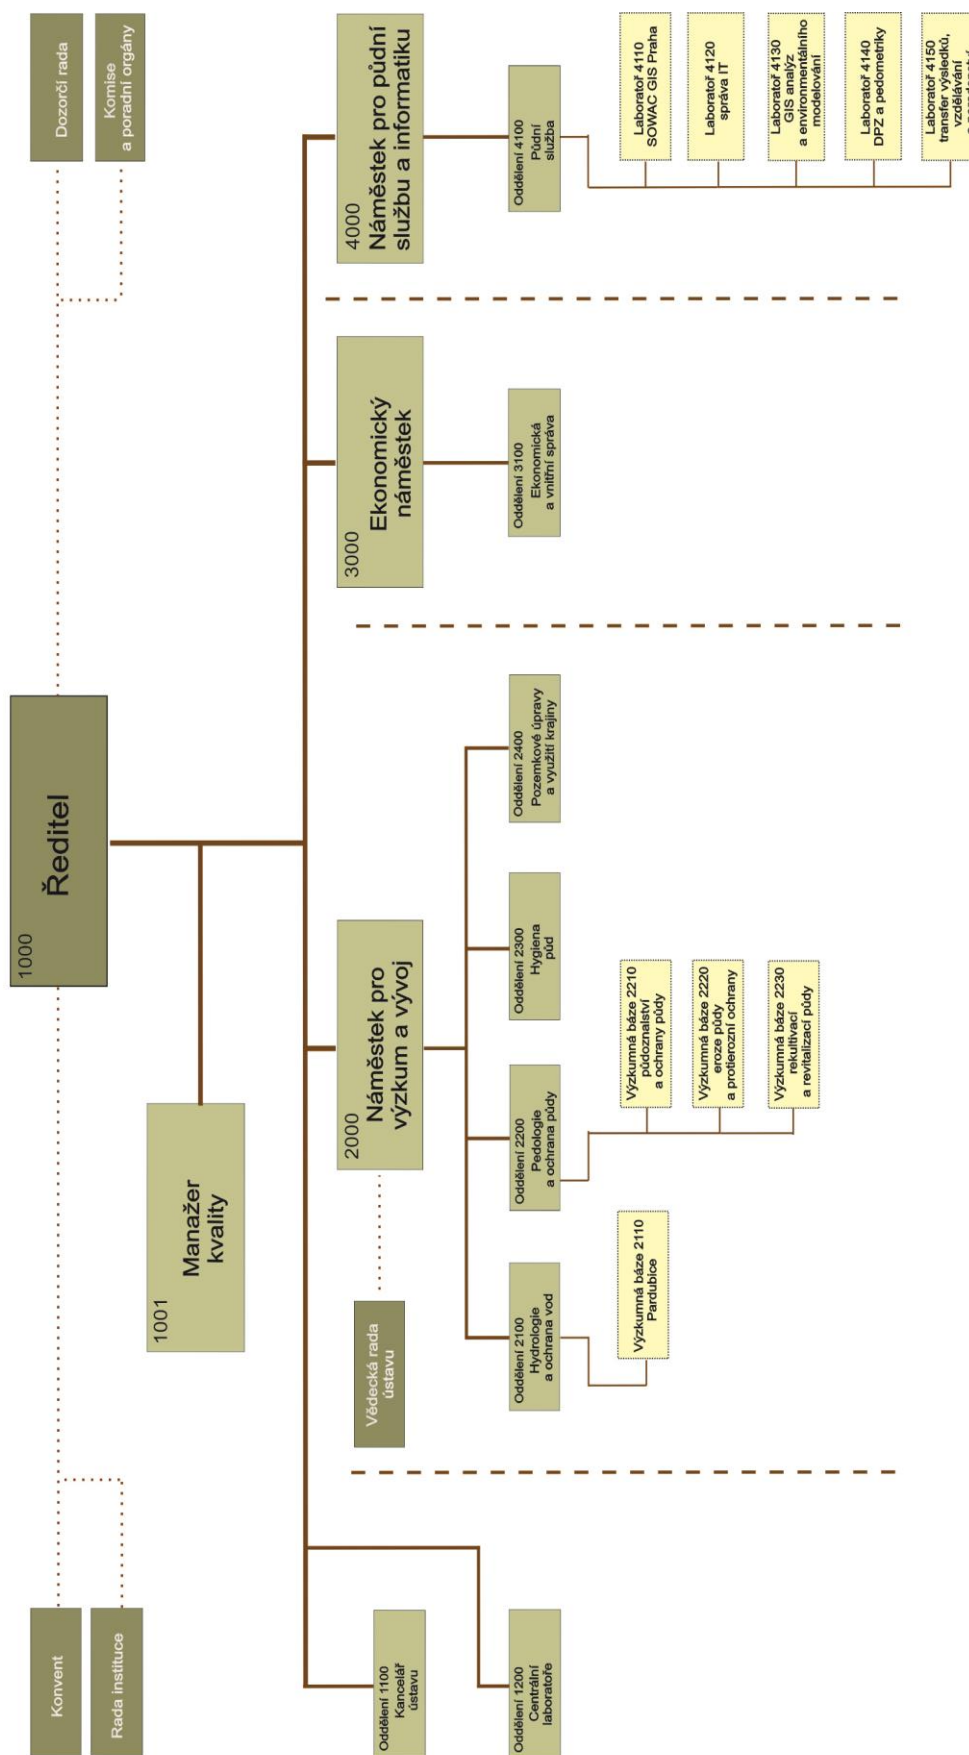 Konvent
Rada instituce
1000
Ředitel
Dozorčí rada
Komise
a poradní orgány
1001
Manažer
kvality
Oddělení 1100
Kancelář
ústavu
Oddělení 1200
Centrální
laboratoře
Vědecká rada
ústavu
2000
Náměstek pro
výzkum a vývoj
3000
Ekonomický
náměstek
4000
Náměstek pro půdní
službu a informatiku
Oddělení 2100
Hydrologie
a ochrana vod
Oddělení 2200
Pedologie
a ochrana půdy
Oddělení 2300
Hygiena
půd
Oddělení 2400
Pozemkové úpravy
a využití krajiny
Oddělení 3100
Ekonomická
a vnitřní správa
Oddělení 4100
Půdní
služba
Výzkumná báze 2110
Pardubice
Výzkumná báze 2210
půdoznalství
a ochrany půdy
Výzkumná báze 2220
eroze půdy
a protierozní ochrany
Výzkumná báze 2230
rekultivací
a revitalizací půdy
Laboratoř 4110
SOWAC GIS Praha
Laboratoř 4120
správa IT
Laboratoř 4130
GIS analýz
a environmentálního
modelování
Laboratoř 4140
DPZ a pedometriky
Laboratoř 4150
transfer výsledků,
vzdělávání